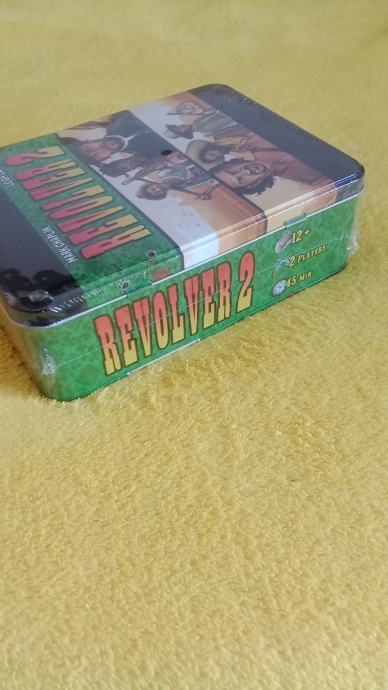 REVOLVER 2
MARK CHAPLIN
REVOLVER 2
12+
2 PLAYERS
45 MIN